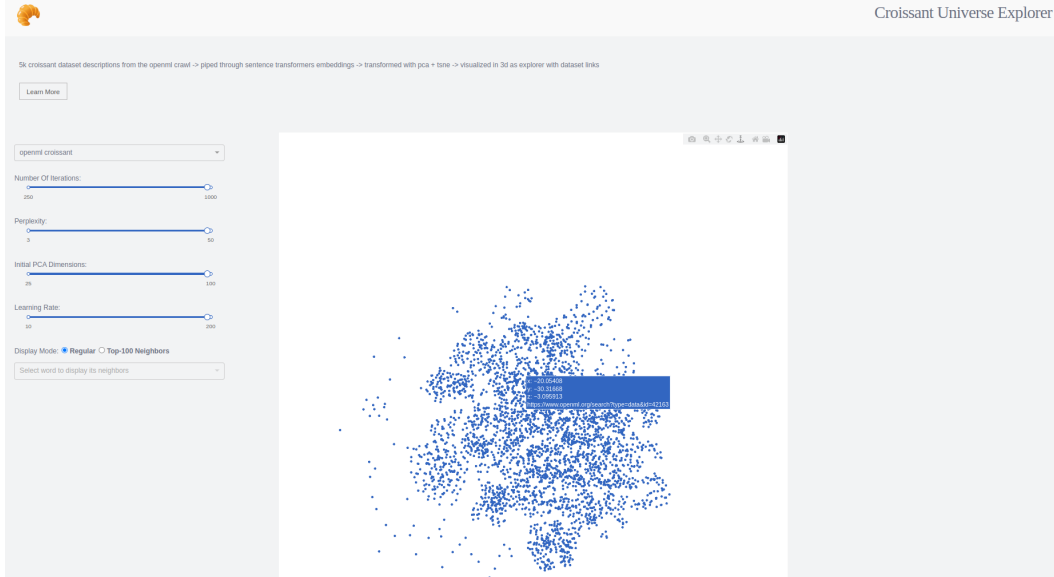 Croissant Universe Explorer
5k croissant dataset descriptions from the openml crawl -> piped through sentence transformers embeddings -> transformed with pca + tsne -> visualized in 3d as explorer with dataset links
Learn More
openml croissant
Number Of Iterations:
250 1000
Perplexity:
3 50
Initial PCA Dimensions:
25 100
Learning Rate:
10 200
Display Mode: Regular Top-100 Neighbors
Select word to display its neighbors
x: −20.05408
y: −30.31668
z: −3.095913
https://www.openml.org/search?type=data&id=42163